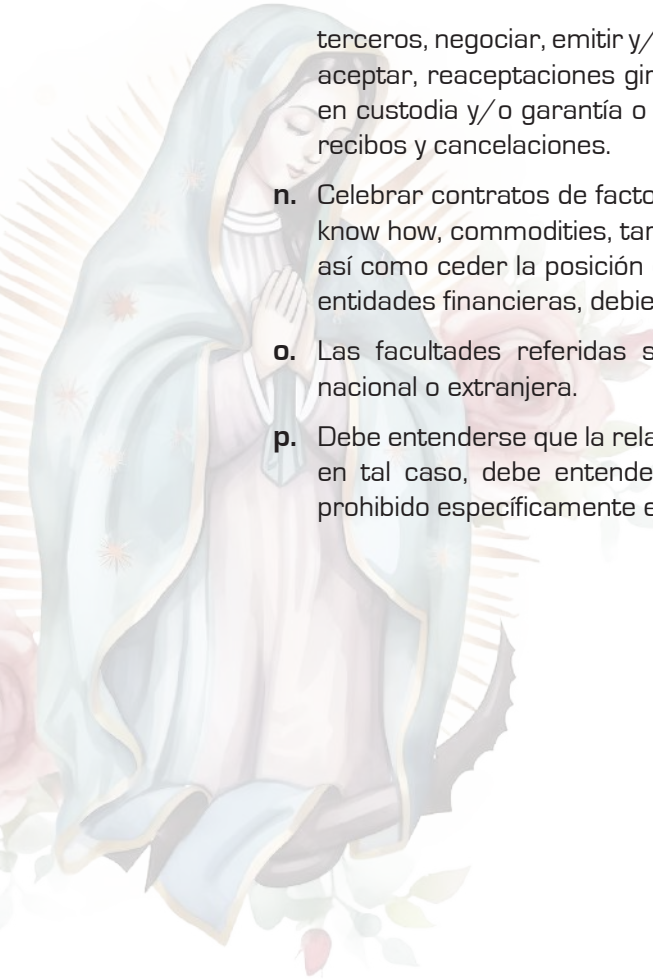 terceros, negociar, emitir y/
aceptar, reaceptaciones gir
en custodia y/o garantía o
recibos y cancelaciones.
n. Celebrar contratos de facto
know how, commodities, tar
así como ceder la posición
entidades financieras, debie
o. Las facultades referidas s
nacional o extranjera.
p. Debe entenderse que la rela
en tal caso, debe entende
prohibido específicamente e